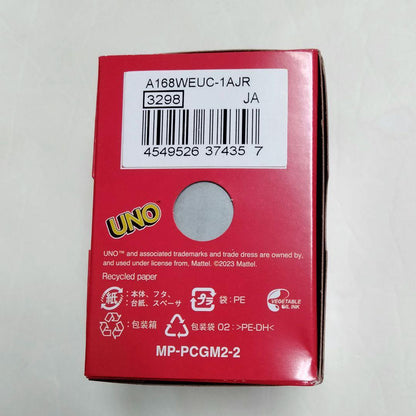 A168WEUC-1AJR
3298 JA
4549526 37435 7
UNO
UNO™ and associated trademarks and trade dress are owned by,
and used under license from, Mattel. ©2023 Mattel.
Recycled paper
紙 :本体、フタ、
台紙、スペーサ
プラ :袋:PE
VEGETABLE
OIL INK
:包装箱
包装袋 02:>PE-DH<
MP-PCGM2-2